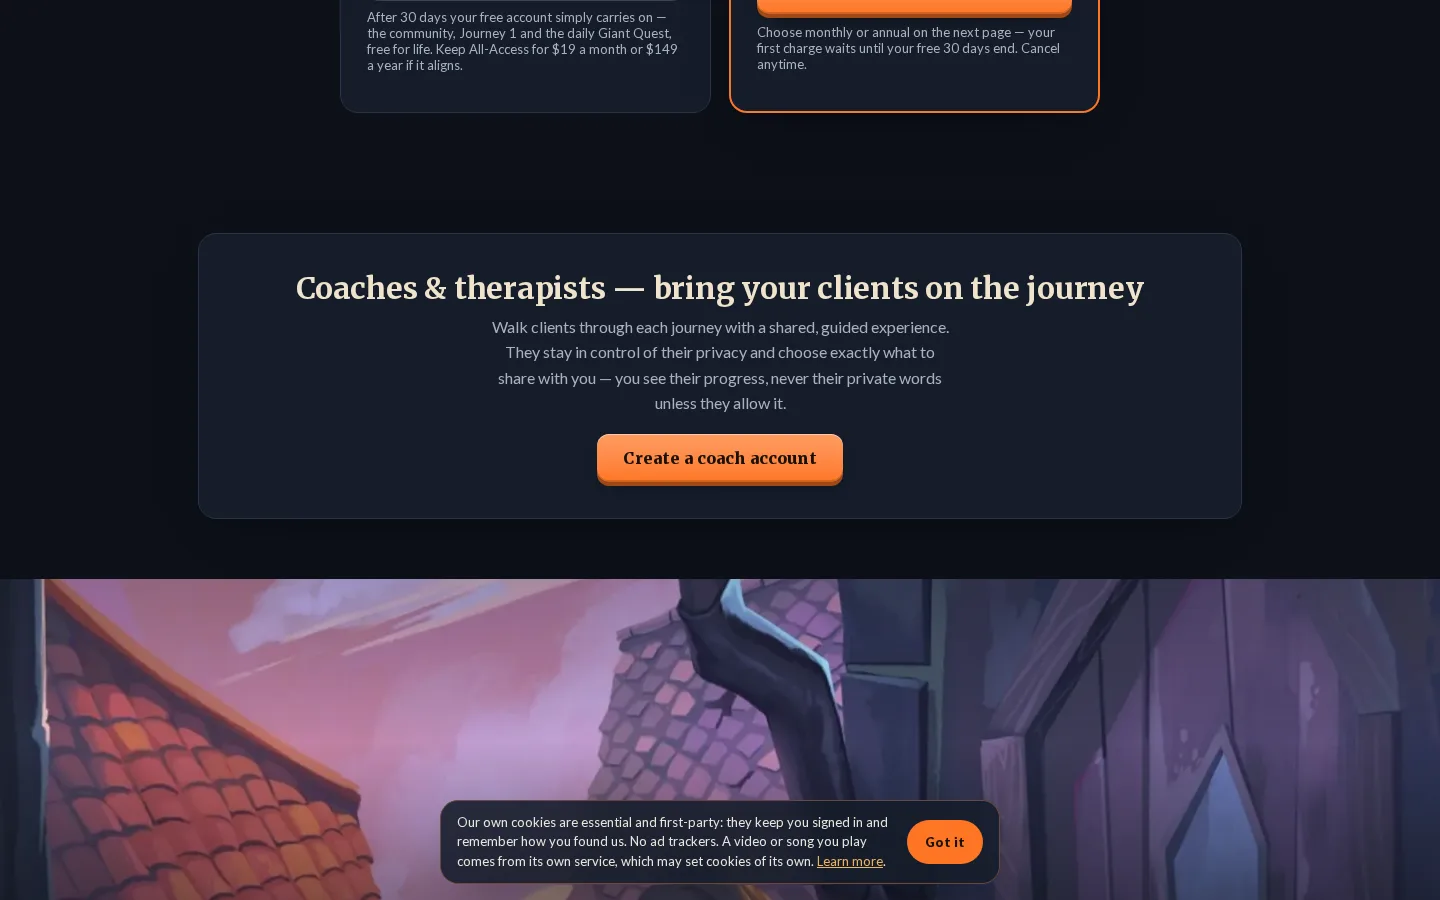 After 30 days your free account simply carries on —
the community, Journey 1 and the daily Giant Quest,
free for life. Keep All-Access for $19 a month or $149
a year if it aligns.
Choose monthly or annual on the next page — your
first charge waits until your free 30 days end. Cancel
anytime.
Coaches & therapists — bring your clients on the journey
Walk clients through each journey with a shared, guided experience.
They stay in control of their privacy and choose exactly what to
share with you — you see their progress, never their private words
unless they allow it.
Create a coach account
Our own cookies are essential and first-party: they keep you signed in and
remember how you found us. No ad trackers. A video or song you play
comes from its own service, which may set cookies of its own. Learn more.
Got it